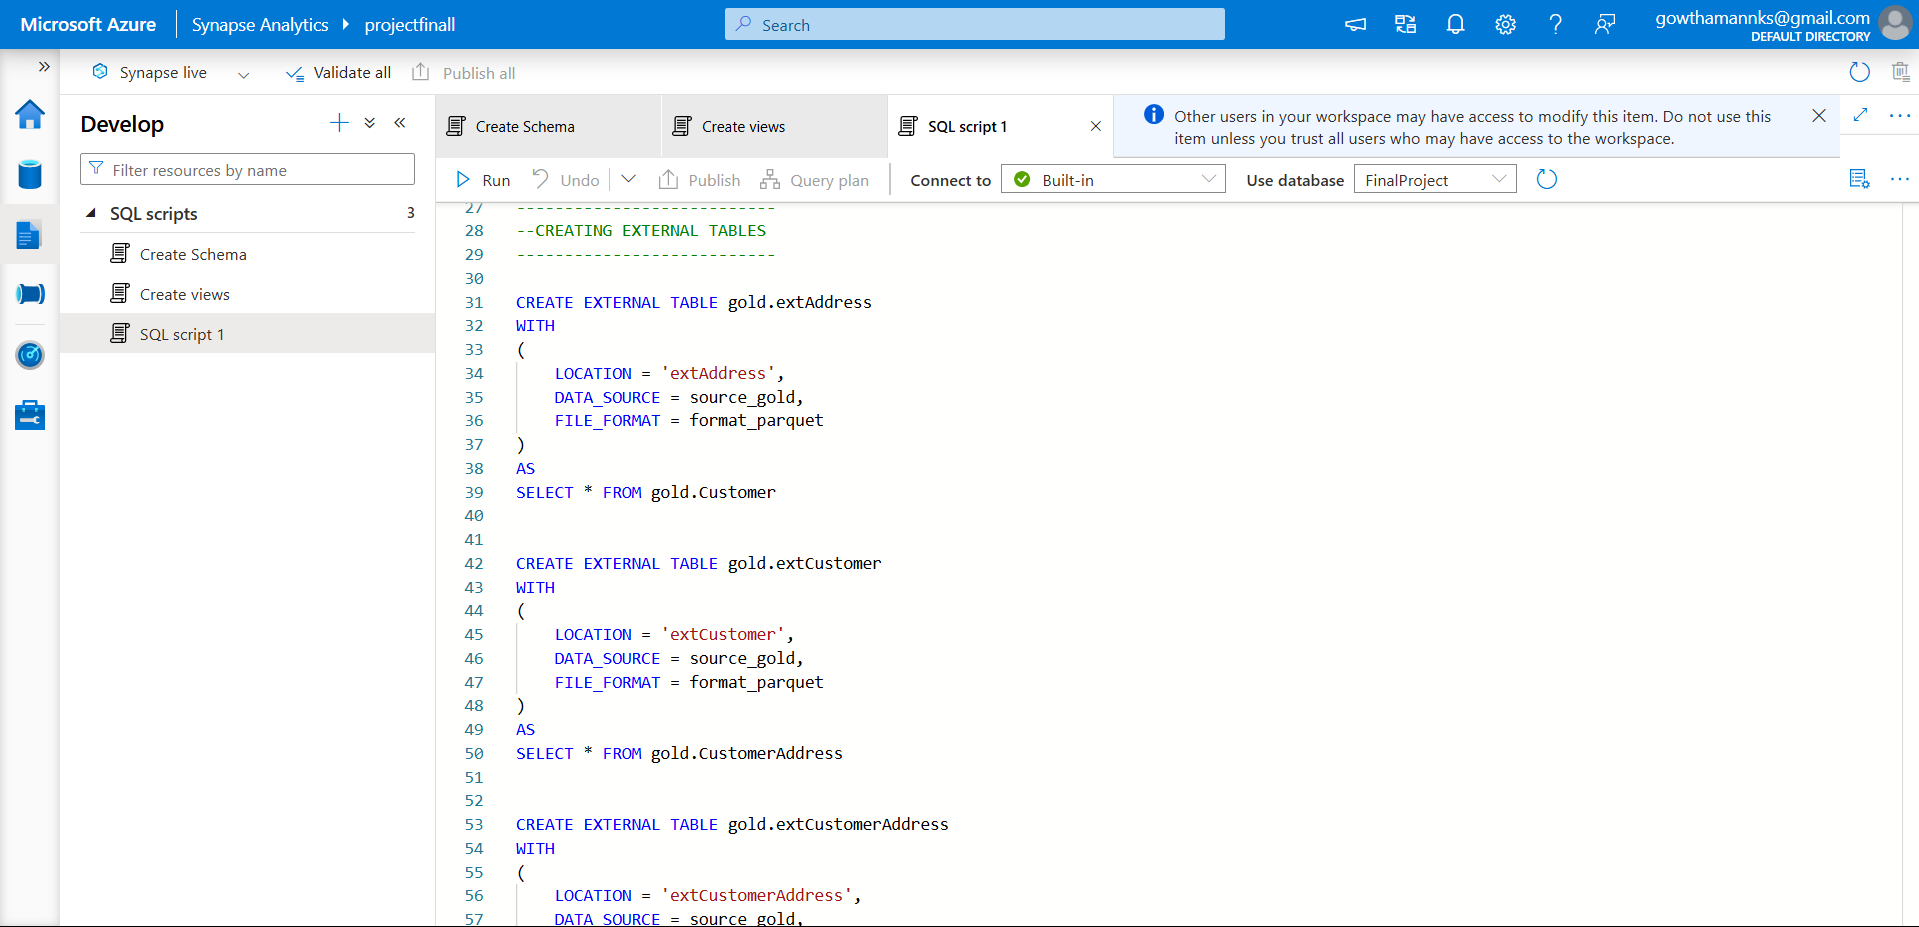 Microsoft Azure
Synapse Analytics
projectfinall
Search
gowthamannks@gmail.com
DEFAULT DIRECTORY
Synapse live
Validate all
Publish all
Develop
Filter resources by name
SQL scripts 3
Create Schema
Create views
SQL script 1
Create Schema
Create views
SQL script 1
Other users in your workspace may have access to modify this item. Do not use this
item unless you trust all users who may have access to the workspace.
Run
Undo
Publish
Query plan
Connect to
Built-in
Use database
FinalProject
27 ---------------------------
28 --CREATING EXTERNAL TABLES
29 ---------------------------
30
31 CREATE EXTERNAL TABLE gold.extAddress
32 WITH
33 (
34 LOCATION = 'extAddress',
35 DATA_SOURCE = source_gold,
36 FILE_FORMAT = format_parquet
37 )
38 AS
39 SELECT * FROM gold.Customer
40
41
42 CREATE EXTERNAL TABLE gold.extCustomer
43 WITH
44 (
45 LOCATION = 'extCustomer',
46 DATA_SOURCE = source_gold,
47 FILE_FORMAT = format_parquet
48 )
49 AS
50 SELECT * FROM gold.CustomerAddress
51
52
53 CREATE EXTERNAL TABLE gold.extCustomerAddress
54 WITH
55 (
56 LOCATION = 'extCustomerAddress',
57 DATA_SOURCE = source_gold,